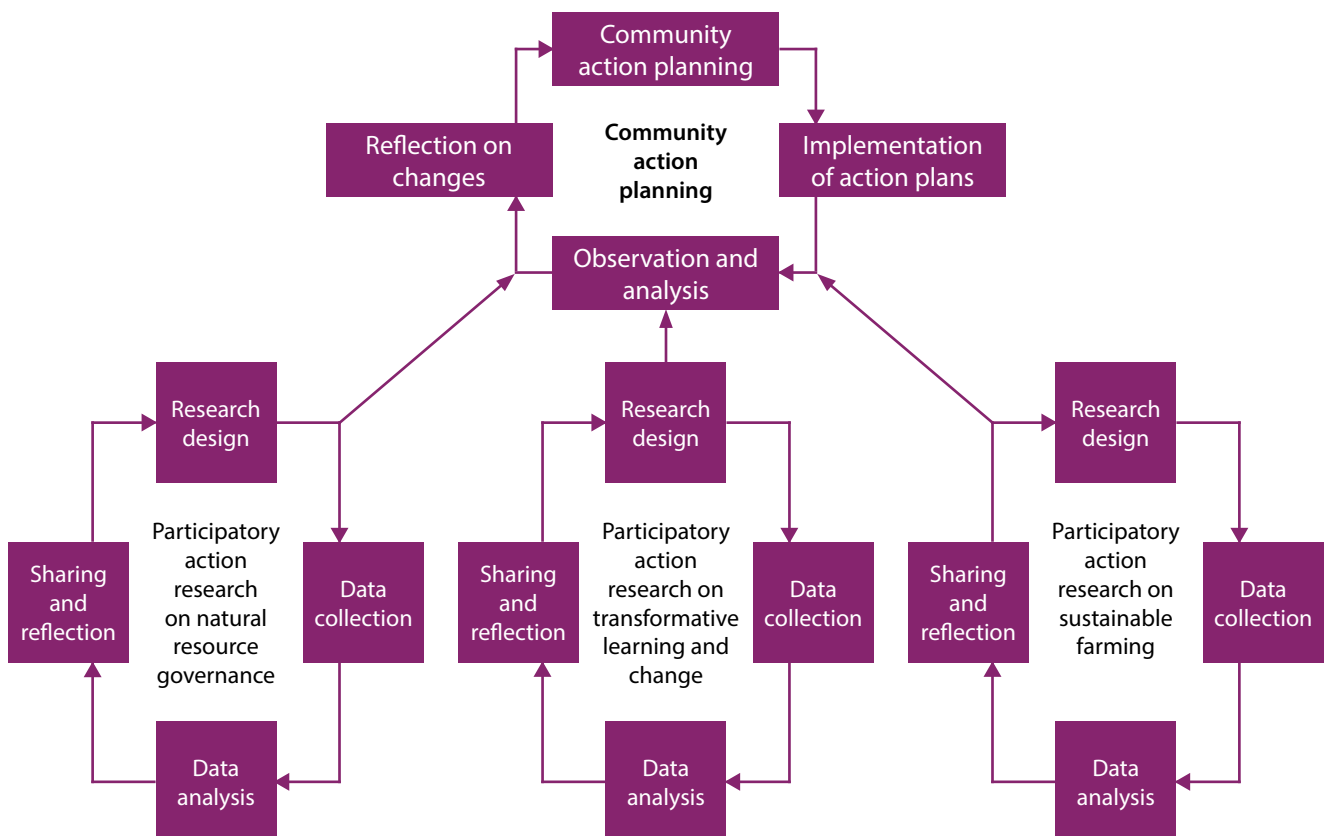 Community
action planning
Reflection on
changes
Community
action
planning
Implementation
of action plans
Observation and
analysis
Research
design
Sharing
and
reflection
Participatory
action
research
on natural
resource
governance
Data
collection
Data
analysis
Research
design
Sharing
and
reflection
Participatory
action
research on
transformative
learning and
change
Data
collection
Data
analysis
Research
design
Sharing
and
reflection
Participatory
action
research on
sustainable
farming
Data
collection
Data
analysis